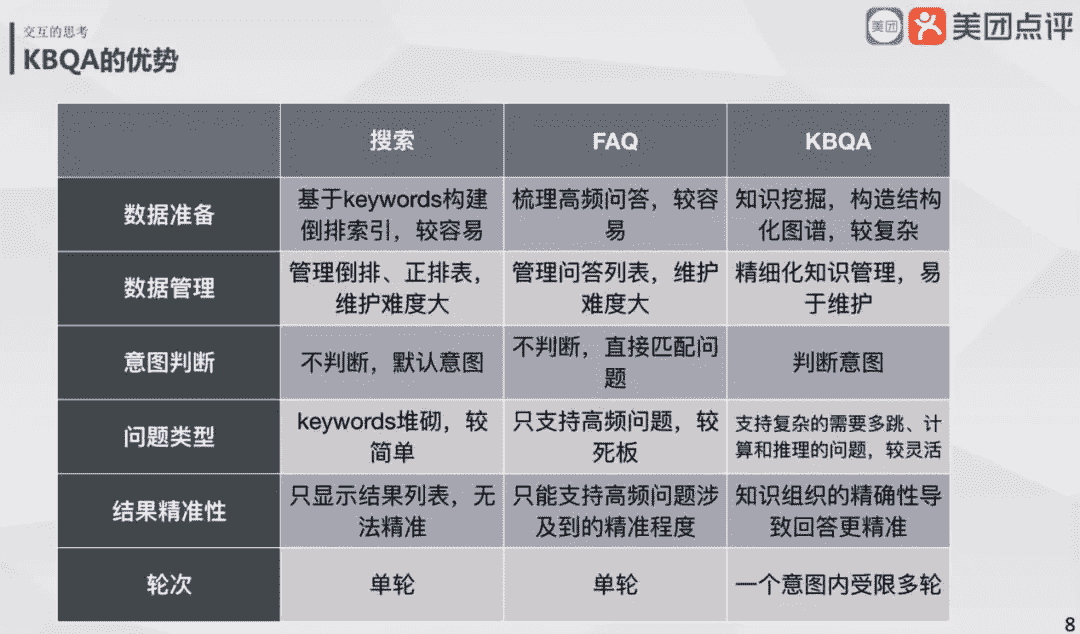 交互的思考
KBQA的优势
美团
美团点评
搜索
FAQ
KBQA
数据准备
基于keywords构建
倒排索引，较容易
梳理高频问答，较容
易
知识挖掘，构造结构
化图谱，较复杂
数据管理
管理倒排、正排表，
维护难度大
管理问答列表、维护
难度大
精细化知识管理，易
于维护
意图判断
不判断，默认意图
不判断，直接匹配问
题
判断意图
问题类型
keywords堆砌，较
简单
只支持高频问题，较
死板
支持复杂的需要多跳、计
算和推理的问题，较灵活
结果精准性
只显示结果列表，无
法精准
只能支持高频问题涉
及到的精准程度
知识组织的精确性导
致回答更精准
轮次
单轮
单轮
一个意图内受限多轮
8